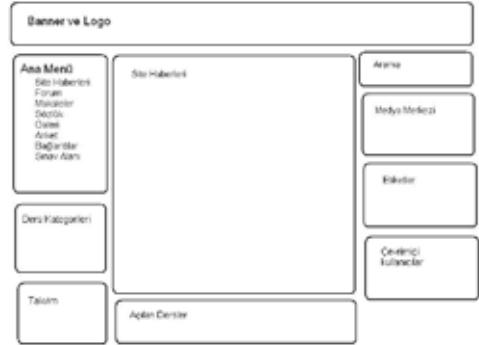 Banner ve Logo
Ana Menü
Site Haberleri
Forum
Makaleler
Sözlük
Anket
Bağlantılar
Sınav Alanı
Ders Kategorileri
Takvim
Site Haberleri
Açılan Dersler
Arama
Medya Merkezi
Etiketler
Çevrimiçi
kullanıcılar